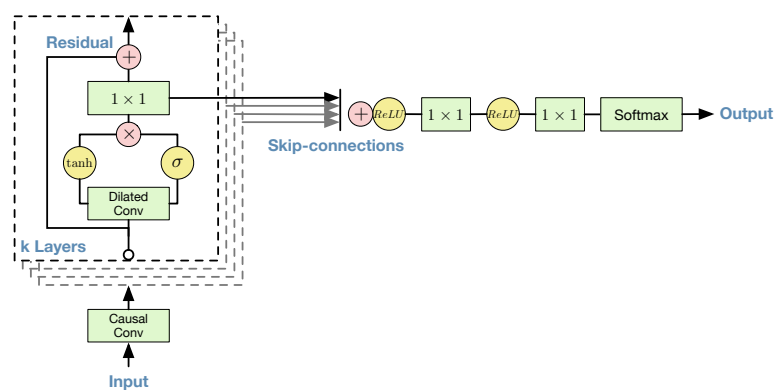 Residual
+
1 × 1
×
tanh
σ
Dilated
Conv
k Layers
Causal
Conv
Input
+
ReLU
1 × 1
ReLU
1 × 1
Softmax
Output
Skip-connections